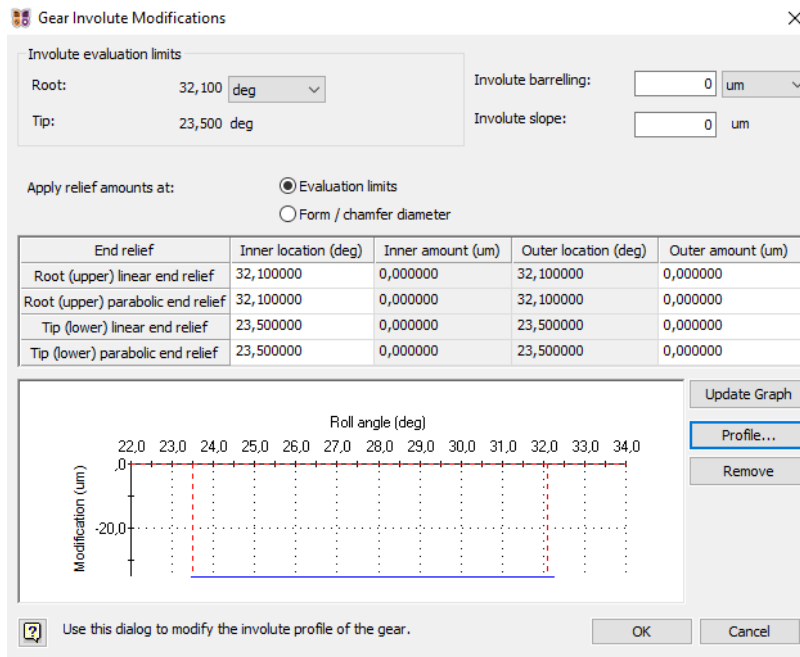 Gear Involute Modifications
Involute evaluation limits
Root: 32,100 deg
Tip: 23,500 deg
Involute barrelling: 0 um
Involute slope: 0 um
Apply relief amounts at:
Evaluation limits
Form / chamfer diameter
End relief Inner location (deg) Inner amount (um) Outer location (deg) Outer amount (um)
Root (upper) linear end relief 32,100000 0,000000 32,100000 0,000000
Root (upper) parabolic end relief 32,100000 0,000000 32,100000 0,000000
Tip (lower) linear end relief 23,500000 0,000000 23,500000 0,000000
Tip (lower) parabolic end relief 23,500000 0,000000 23,500000 0,000000
Update Graph
Profile...
Remove
Roll angle (deg)
22,0 23,0 24,0 25,0 26,0 27,0 28,0 29,0 30,0 31,0 32,0 33,0 34,0
,0
-20,0
Modification (um)
Use this dialog to modify the involute profile of the gear.
OK
Cancel